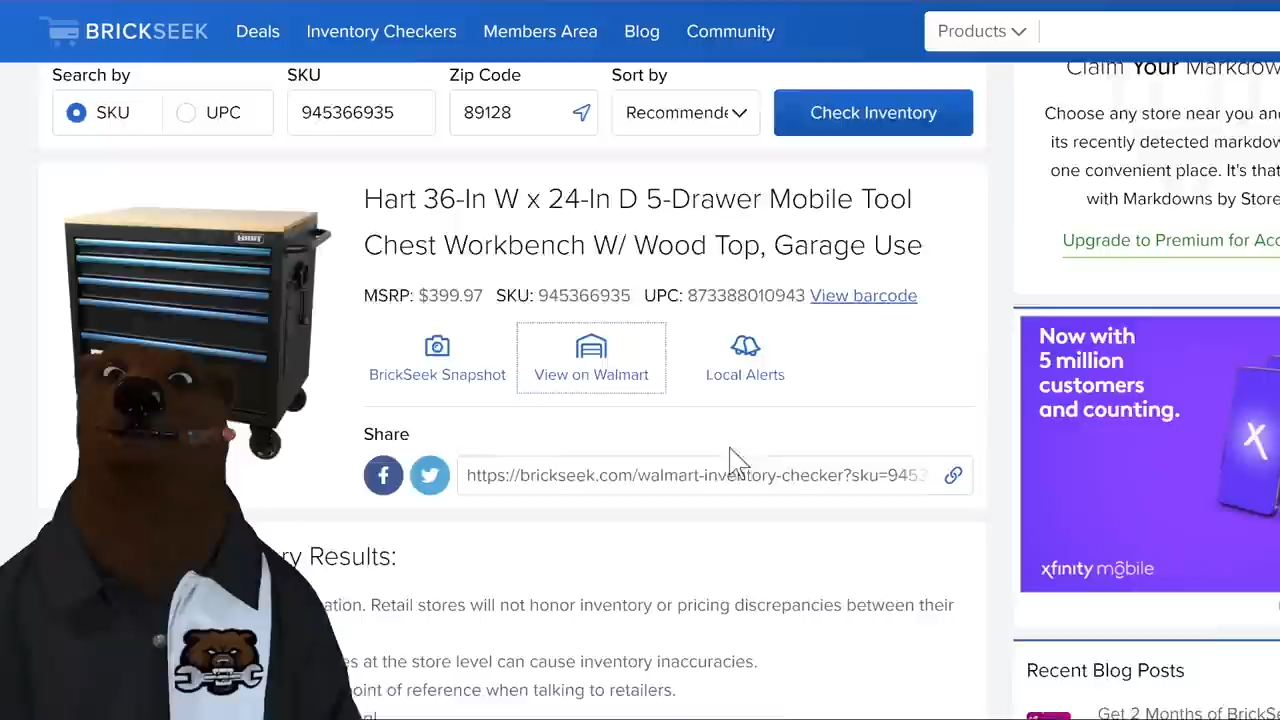 BRICKSEEK
Deals
Inventory Checkers
Members Area
Blog
Community
Products
Search by
SKU
Zip Code
Sort by
SKU
UPC
945366935
89128
Recommende
Check Inventory
Hart 36-In W x 24-In D 5-Drawer Mobile Tool
Chest Workbench W/ Wood Top, Garage Use
MSRP: $399.97 SKU: 945366935 UPC: 873388010943 View barcode
HART
BrickSeek Snapshot
View on Walmart
Local Alerts
Share
https://brickseek.com/walmart-inventory-checker?sku=9453
ry Results:
ation. Retail stores will not honor inventory or pricing discrepancies between their
es at the store level can cause inventory inaccuracies.
oint of reference when talking to retailers.
Claim Your Markdow
Choose any store near you an
its recently detected markdow
one convenient place. It's that
with Markdowns by Store
Upgrade to Premium for Acc
Now with
5 million
customers
and counting.
X
xfinity mobile
Recent Blog Posts
Get 2 Months of BrickSe